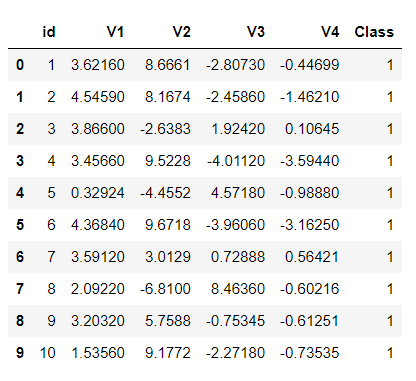 id V1 V2 V3 V4 Class
0 1 3.62160 8.6661 -2.80730 -0.44699 1
1 2 4.54590 8.1674 -2.45860 -1.46210 1
2 3 3.86600 -2.6383 1.92420 0.10645 1
3 4 3.45660 9.5228 -4.01120 -3.59440 1
4 5 0.32924 -4.4552 4.57180 -0.98880 1
5 6 4.36840 9.6718 -3.96060 -3.16250 1
6 7 3.59120 3.0129 0.72888 0.56421 1
7 8 2.09220 -6.8100 8.46360 -0.60216 1
8 9 3.20320 5.7588 -0.75345 -0.61251 1
9 10 1.53560 9.1772 -2.27180 -0.73535 1